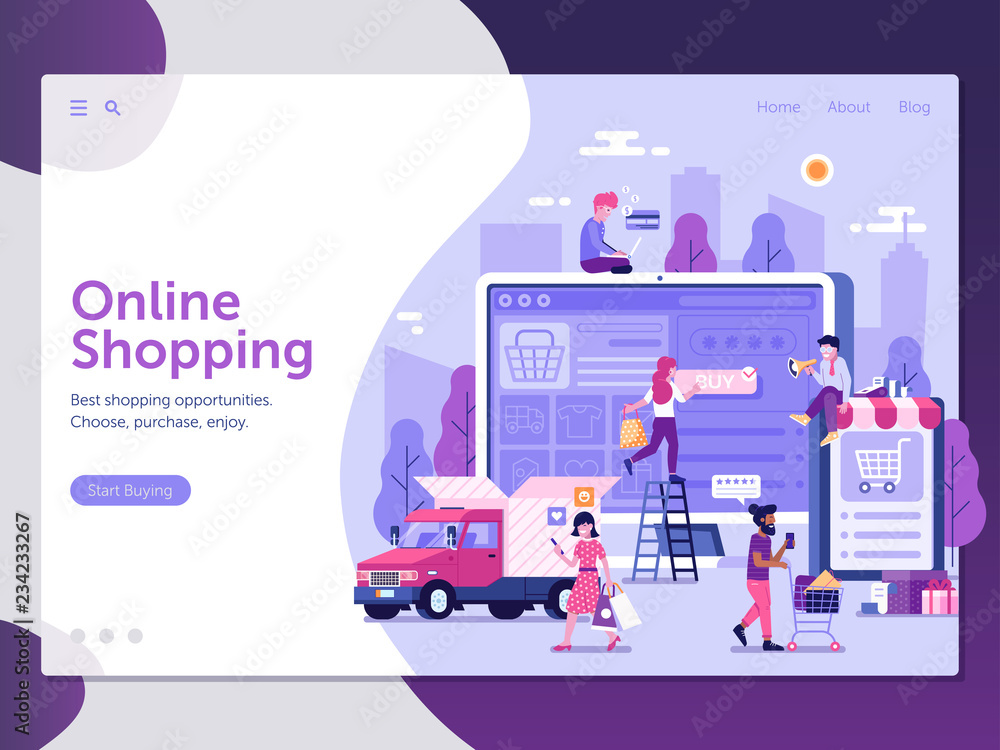 Home About Blog
Online
Shopping
Best shopping opportunities.
Choose, purchase, enjoy.
Start Buying
BUY
Adobe Stock | #234233267